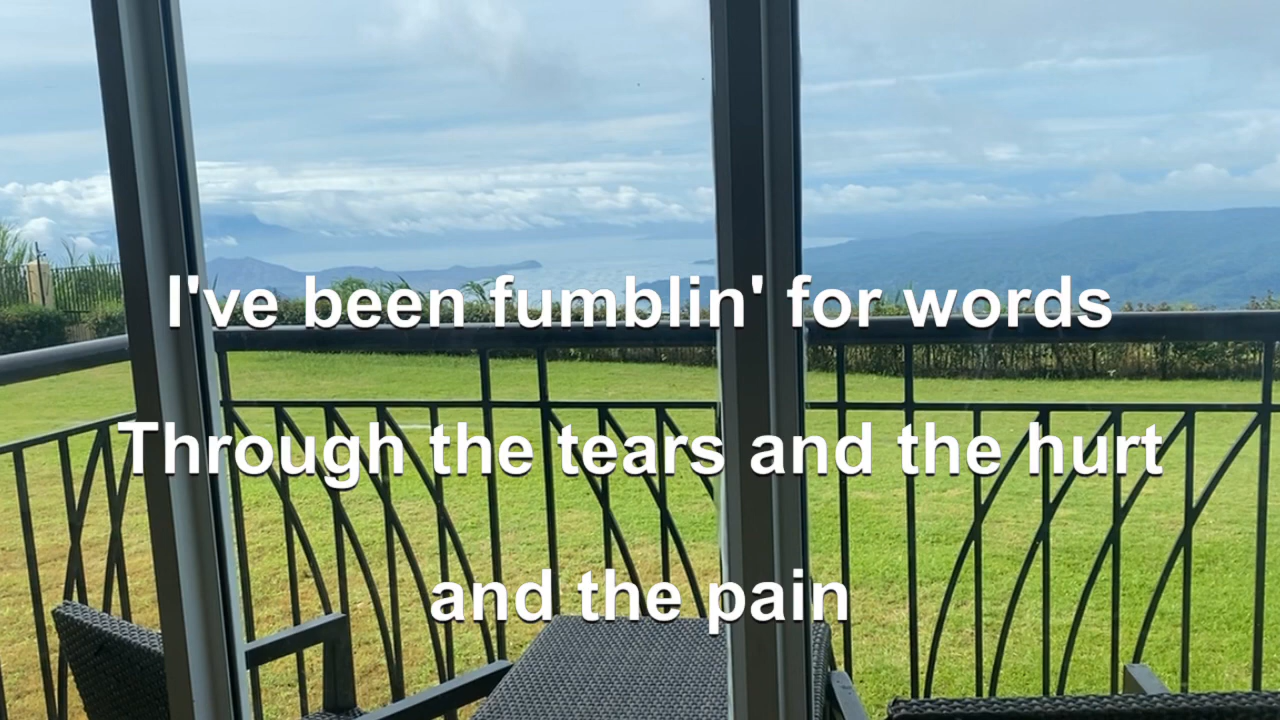 I've been fumblin' for words
Through the tears and the hurt
and the pain